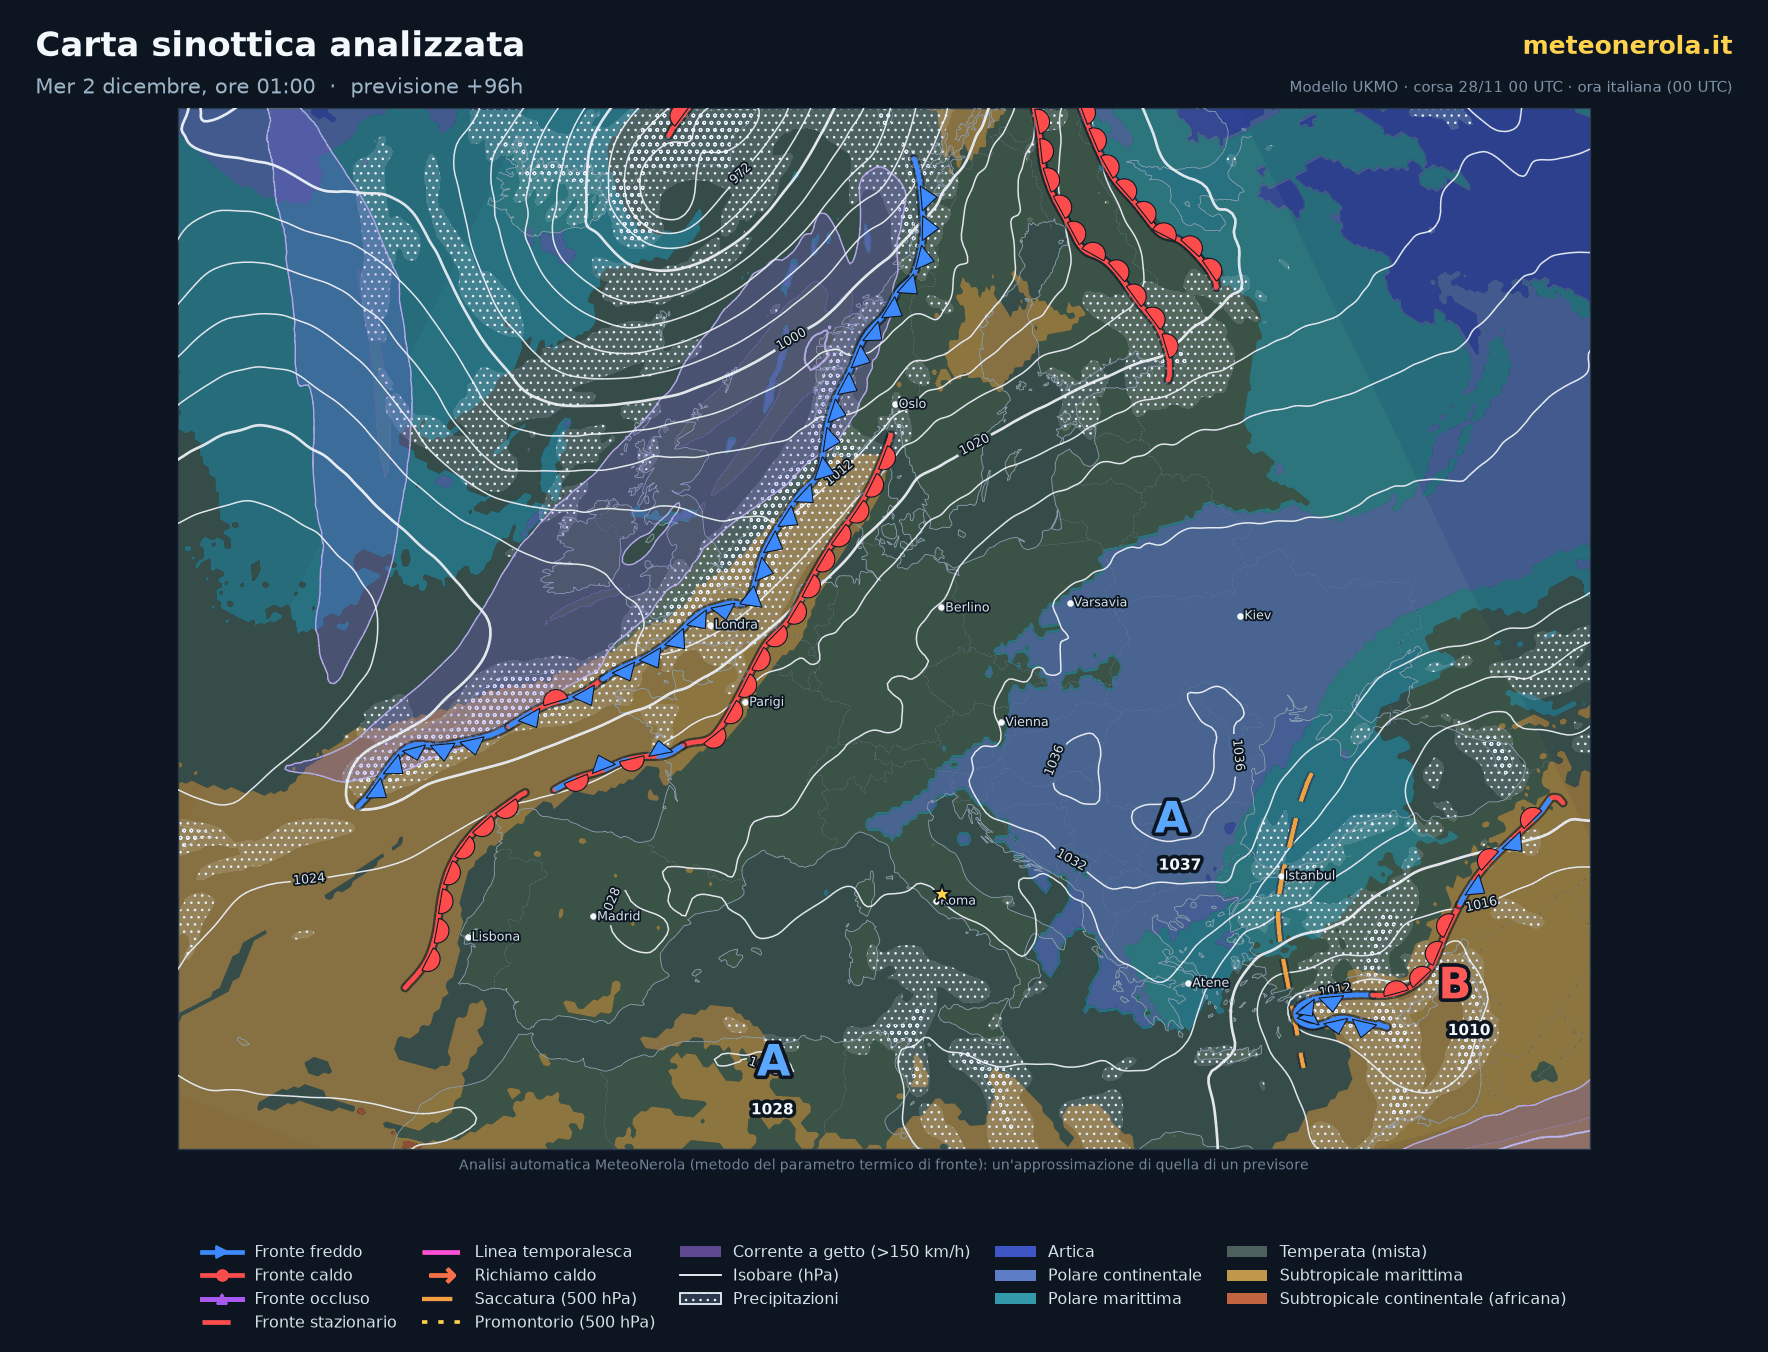 Carta sinottica analizzata
meteonerola.it
Mer 2 dicembre, ore 01:00 · previsione +96h
Modello UKMO · corsa 28/11 00 UTC · ora italiana (00 UTC)
972
1000
Oslo
1020
1012
Berlino
Varsavia
Kiev
Londra
Parigi
Vienna
1036
1036
A
1037
1032
1024
1028
Madrid
Roma
Istanbul
1016
Lisbona
Atene
B
1012
1010
A
1028
Analisi automatica MeteoNerola (metodo del parametro termico di fronte): un'approssimazione di quella di un previsore
Fronte freddo
Fronte caldo
Fronte occluso
Fronte stazionario
Linea temporalesca
Richiamo caldo
Saccatura (500 hPa)
Promontorio (500 hPa)
Corrente a getto (>150 km/h)
Isobare (hPa)
Precipitazioni
Artica
Polare continentale
Polare marittima
Temperata (mista)
Subtropicale marittima
Subtropicale continentale (africana)